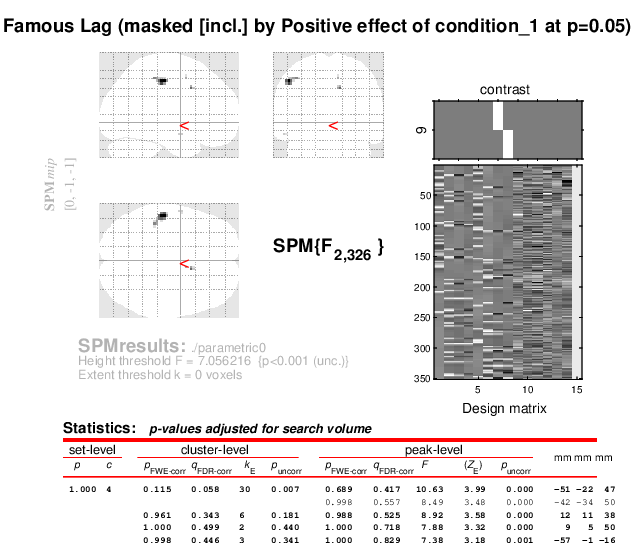 Famous Lag (masked [incl.] by Positive effect of condition_1 at p=0.05)
<
<
<
SPMmip
[0, -1, -1]
SPM{F2,326}
contrast
9
50
100
150
200
250
300
350
5 10 15
Design matrix
SPMresults: ./parametric0
Height threshold F = 7.056216 {p<0.001 (unc.)}
Extent threshold k = 0 voxels
Statistics: p-values adjusted for search volume
set-level cluster-level peak-level mm mm mm
p c pFWE-corr qFDR-corr kE puncorr pFWE-corr qFDR-corr F (ZE) puncorr
1.000 4 0.115 0.058 30 0.007 0.689 0.417 10.63 3.99 0.000 -51 -22 47
0.998 0.557 8.49 3.48 0.000 -42 -34 50
0.961 0.343 6 0.181 0.988 0.525 8.92 3.58 0.000 12 11 38
1.000 0.499 2 0.440 1.000 0.718 7.88 3.32 0.000 9 5 50
0.998 0.446 3 0.341 1.000 0.829 7.38 3.18 0.001 -57 -1 -16